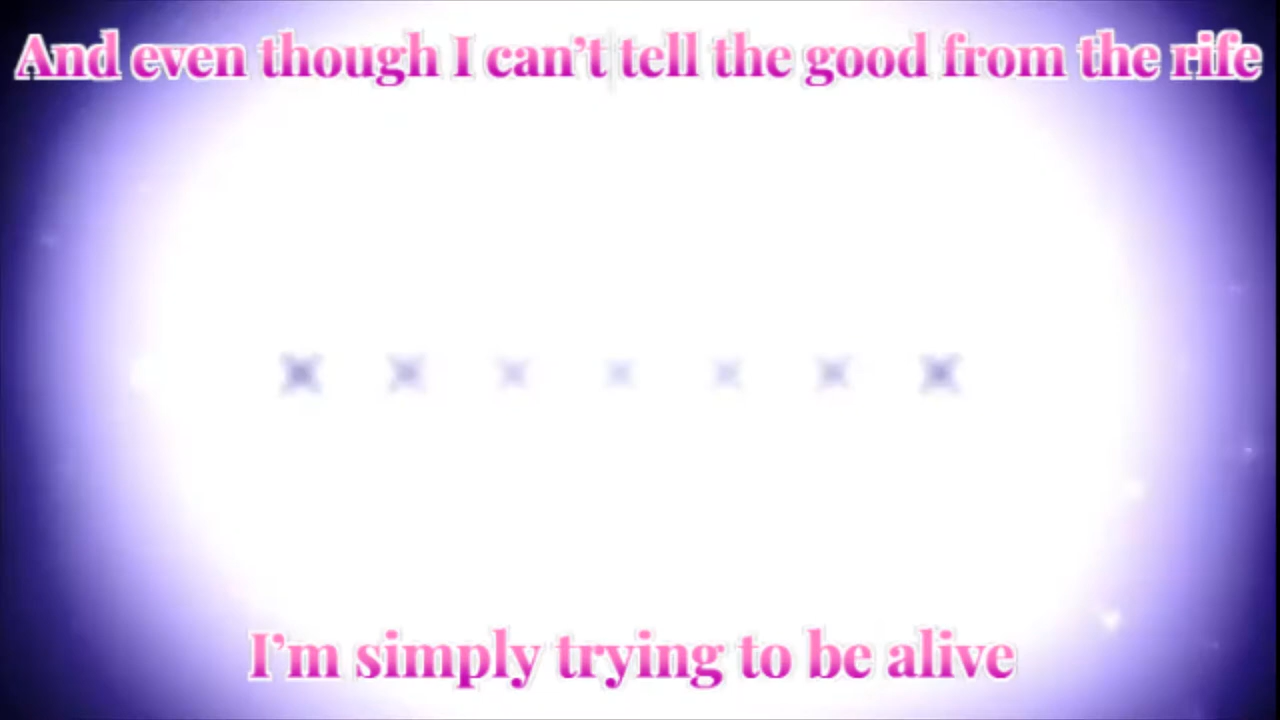 And even though I can't tell the good from the rife
I'm simply trying to be alive